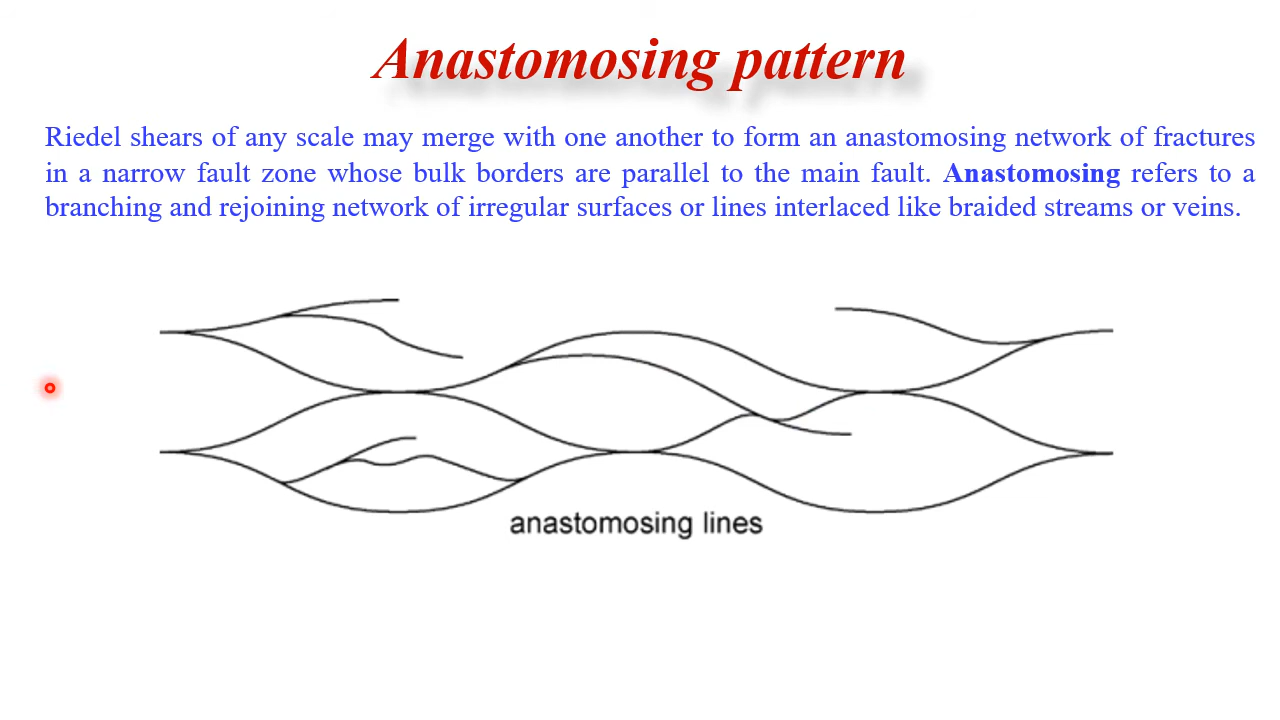 Anastomosing pattern
Riedel shears of any scale may merge with one another to form an anastomosing network of fractures
in a narrow fault zone whose bulk borders are parallel to the main fault. Anastomosing refers to a
branching and rejoining network of irregular surfaces or lines interlaced like braided streams or veins.
anastomosing lines